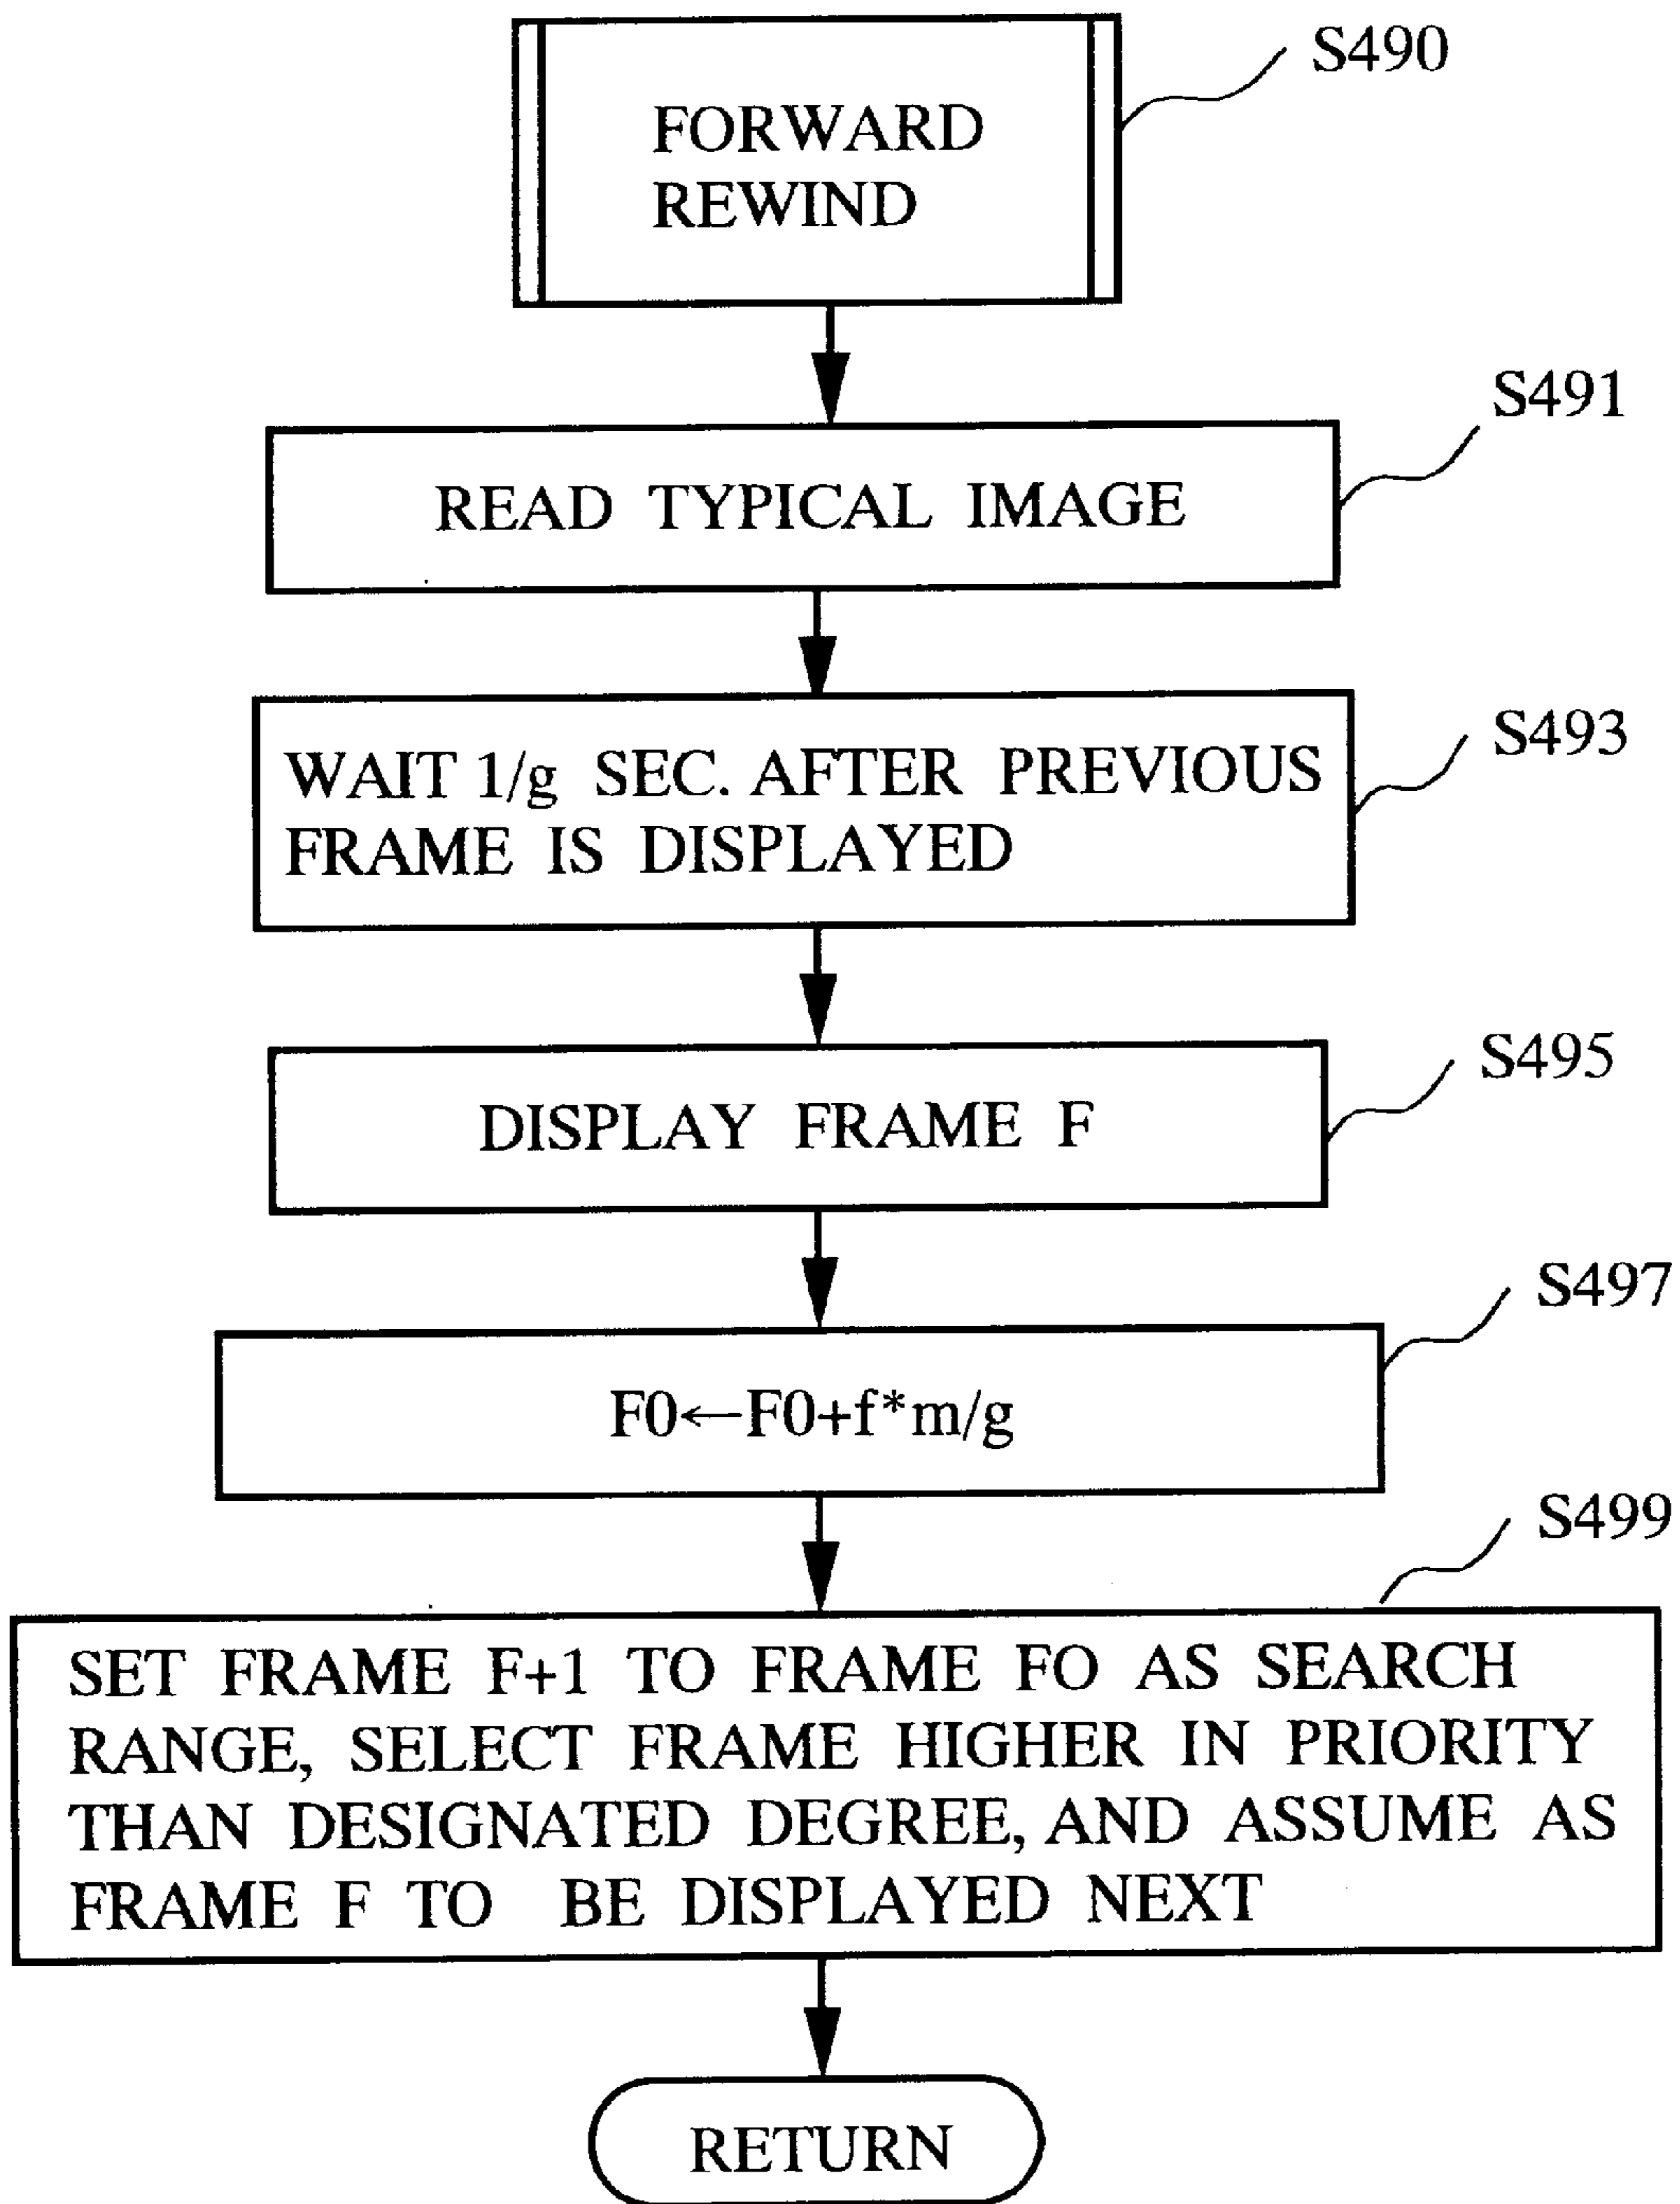 S490
FORWARD
REWIND
S491
READ TYPICAL IMAGE
S493
WAIT 1/g SEC. AFTER PREVIOUS
FRAME IS DISPLAYED
S495
DISPLAY FRAME F
S497
F0←F0+f*m/g
S499
SET FRAME F+1 TO FRAME FO AS SEARCH
RANGE, SELECT FRAME HIGHER IN PRIORITY
THAN DESIGNATED DEGREE, AND ASSUME AS
FRAME F TO BE DISPLAYED NEXT
RETURN